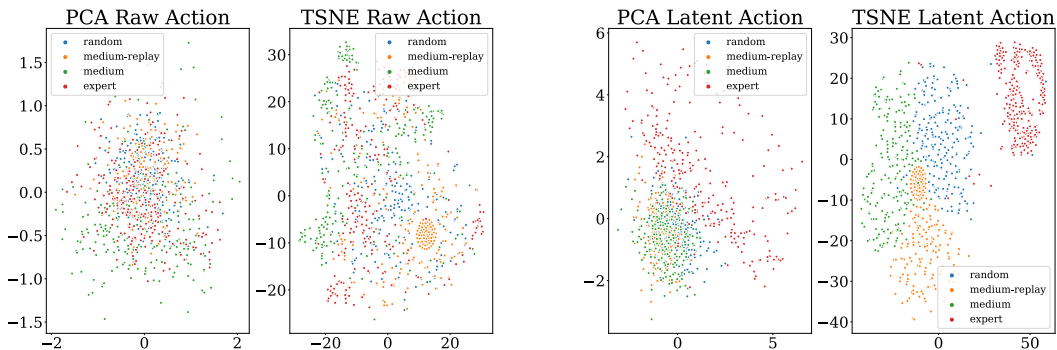 PCA Raw Action
random
medium-replay
medium
expert
1.5
1.0
0.5
0.0
−0.5
−1.0
−1.5
−2
0
2
TSNE Raw Action
random
medium-replay
medium
expert
30
20
10
0
−10
−20
−20
0
20
PCA Latent Action
random
medium-replay
medium
expert
6
4
2
0
−2
0
5
TSNE Latent Action
30
20
10
0
−10
−20
−30
−40
random
medium-replay
medium
expert
0
50